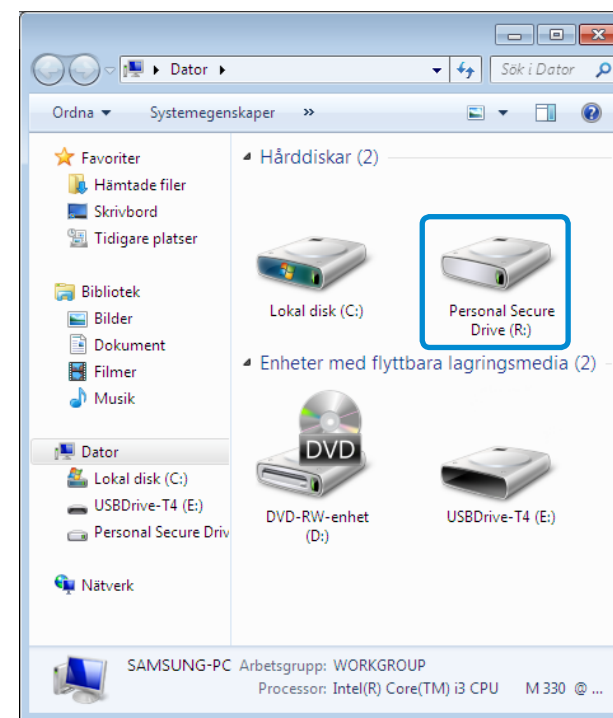 Dator
Sök i Dator
Ordna
Systemegenskaper
»
Favoriter
Hämtade filer
Skrivbord
Tidigare platser
Bibliotek
Bilder
Dokument
Filmer
Musik
Dator
Lokal disk (C:)
USBDrive-T4 (E:)
Personal Secure Driv
Nätverk
Hårddiskar (2)
Lokal disk (C:)
Personal Secure
Drive (R:)
Enheter med flyttbara lagringsmedia (2)
DVD
DVD-RW-enhet
(D:)
USBDrive-T4 (E:)
SAMSUNG-PC Arbetsgrupp: WORKGROUP
Processor: Intel(R) Core(TM) i3 CPU M 330 @ ...